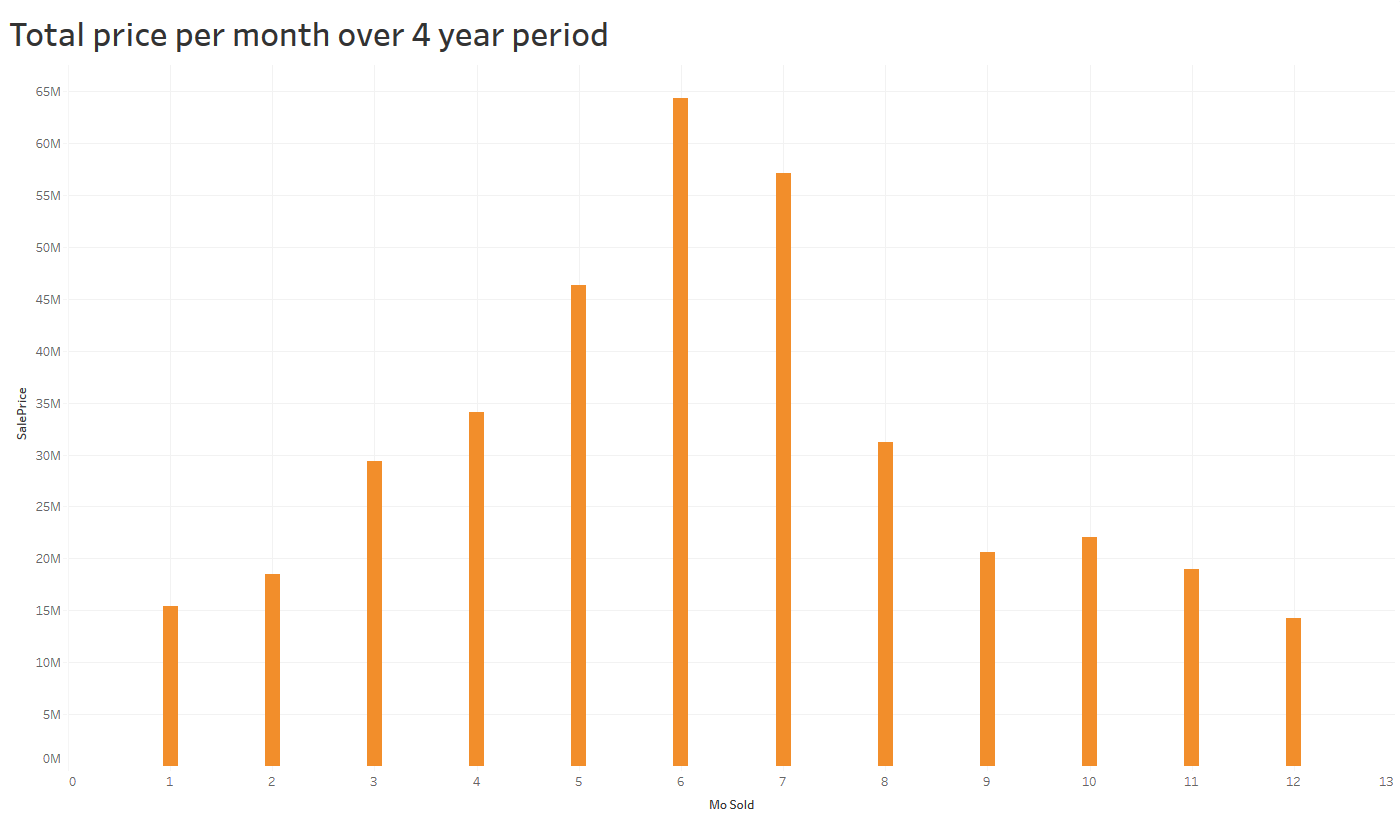 Total price per month over 4 year period
65M
60M
55M
50M
45M
40M
35M
30M
25M
20M
15M
10M
5M
0M
SalePrice
0 1 2 3 4 5 6 7 8 9 10 11 12 13
Mo Sold